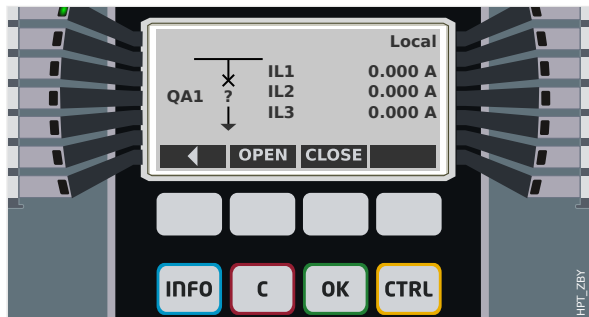 Local
IL1 0.000 A
QA1 ? IL2 0.000 A
IL3 0.000 A
OPEN CLOSE
INFO C OK CTRL
HPT_ZBY